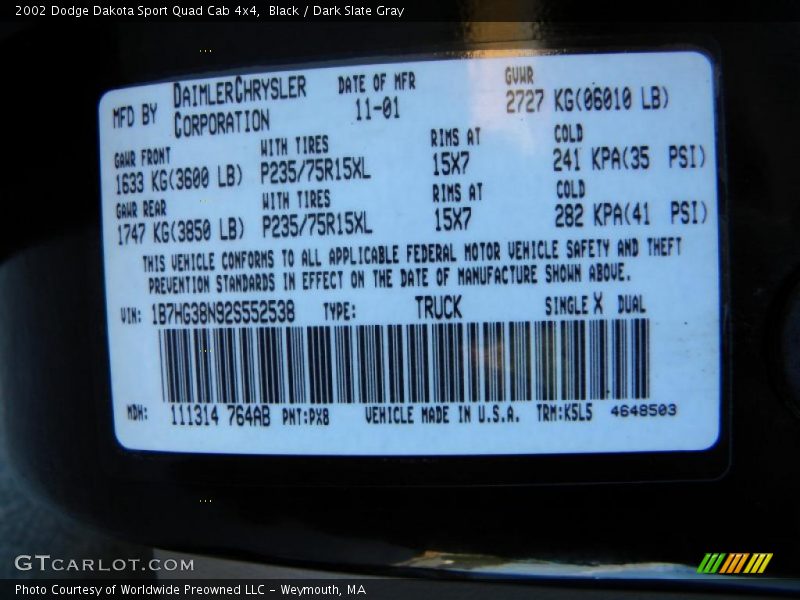 2002 Dodge Dakota Sport Quad Cab 4x4,  Black / Dark Slate Gray
MFD BY DAIMLERCHRYSLER CORPORATION
DATE OF MFR 11-01
GVWR 2727 KG(06010 LB)
GAWR FRONT WITH TIRES RIMS AT COLD
1633 KG(3600 LB) P235/75R15XL 15X7 241 KPA(35 PSI)
GAWR REAR WITH TIRES RIMS AT COLD
1747 KG(3850 LB) P235/75R15XL 15X7 282 KPA(41 PSI)
THIS VEHICLE CONFORMS TO ALL APPLICABLE FEDERAL MOTOR VEHICLE SAFETY AND THEFT
PREVENTION STANDARDS IN EFFECT ON THE DATE OF MANUFACTURE SHOWN ABOVE.
VIN: 1B7HG38N92S552538 TYPE: TRUCK SINGLE X DUAL
MDH: 111314 764AB PNT:PX8 VEHICLE MADE IN U.S.A. TRM:K5L5 4648503
GTCARLOT.COM
Photo Courtesy of Worldwide Preowned LLC - Weymouth, MA